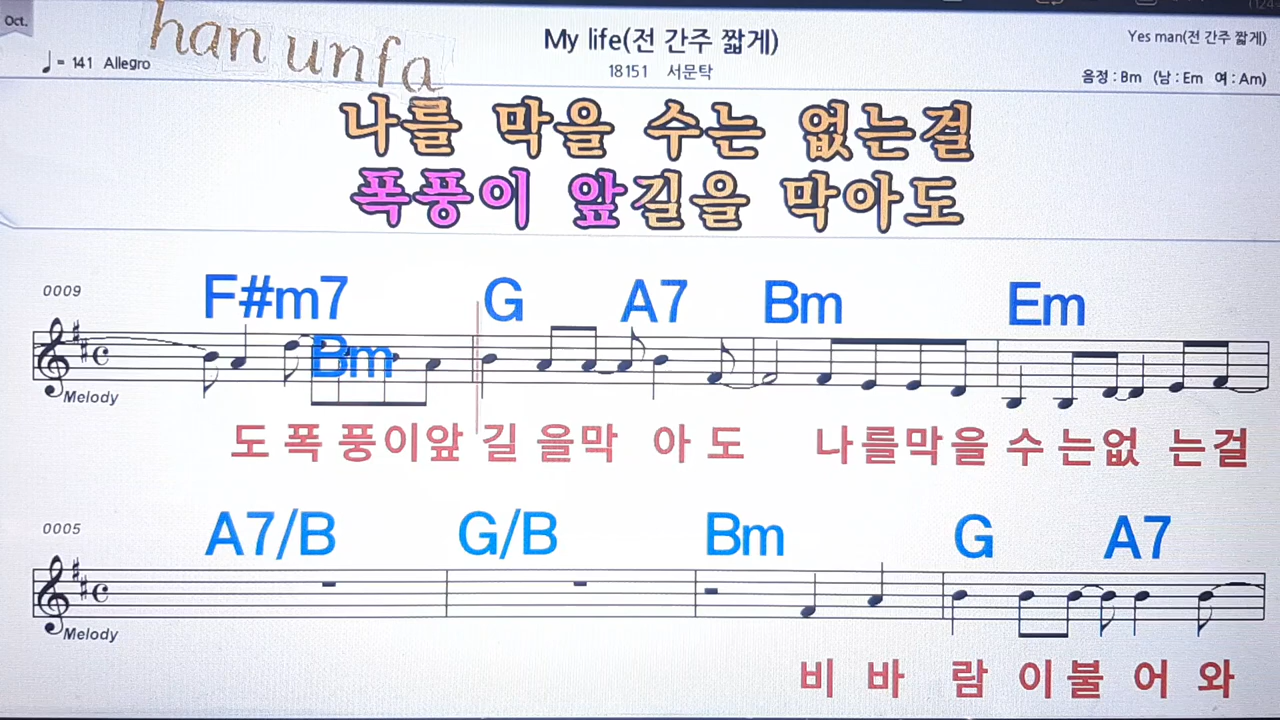 Oct.
han unfa
My life(전 간주 짧게)
Yes man(전 간주 짧게)
♩ = 141 Allegro
18151 서문탁
음정 : Bm (남 : Em 여 : Am)
나를 막을 수는 없는걸
폭풍이 앞길을 막아도
0009
F#m7 Bm G A7 Bm Em
Melody
도 폭 풍이앞 길 을막 아 도 나를막을 수 는없 는걸
0005
A7/B G/B Bm G A7
Melody
비 바 람 이불 어 와